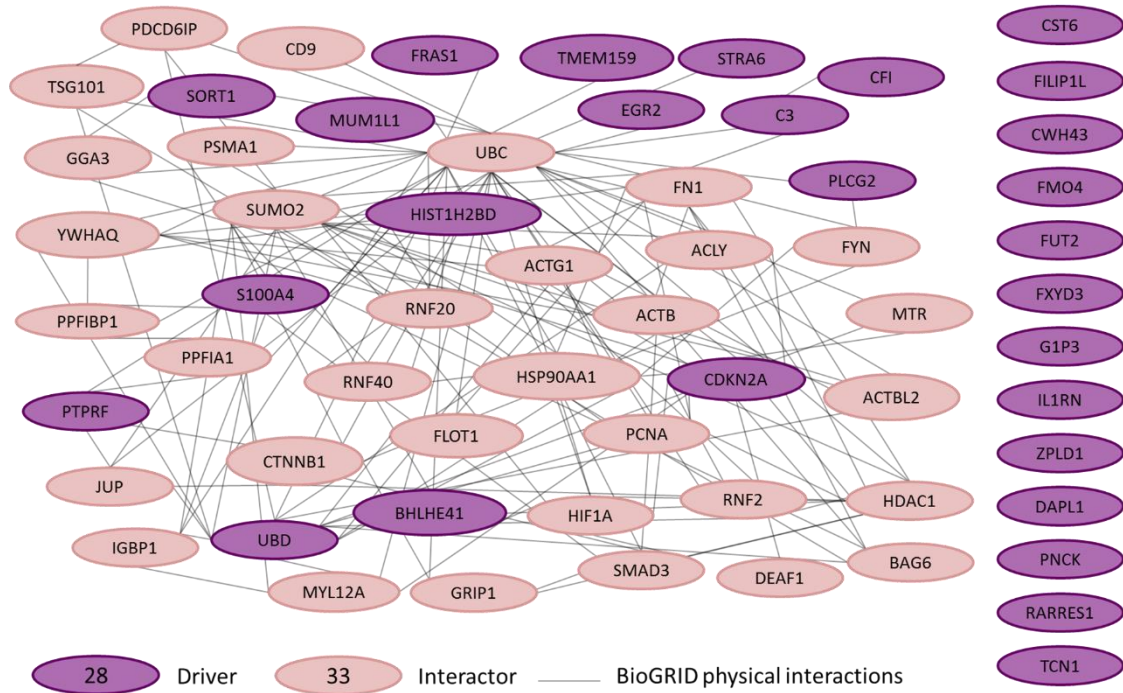 PDCD6IP
CD9
FRAS1
TMEM159
STRA6
CFI
CST6
TSG101
SORT1
MUM1L1
EGR2
C3
FILIP1L
GGA3
PSMA1
UBC
CWH43
PLCG2
FN1
FMO4
YWHAQ
SUMO2
HIST1H2BD
ACLY
FYN
FUT2
ACTG1
S100A4
FXYD3
PPFIBP1
RNF20
ACTB
MTR
G1P3
PPFIA1
RNF40
HSP90AA1
CDKN2A
ACTBL2
IL1RN
PTPRF
FLOT1
PCNA
ZPLD1
CTNNB1
JUP
RNF2
HDAC1
DAPL1
IGBP1
UBD
BHLHE41
HIF1A
PNCK
MYL12A
GRIP1
SMAD3
DEAF1
BAG6
RARRES1
TCN1
28 Driver 33 Interactor BioGRID physical interactions